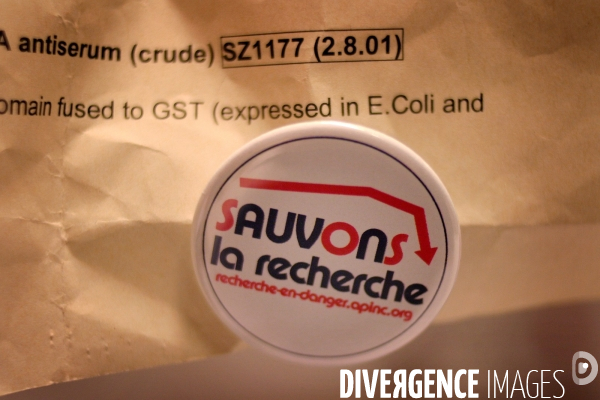 A antiserum (crude) SZ1177 (2.8.01)
omain fused to GST (expressed in E.Coli and
SAUVONS
la recherche
recherche-en-danger.apinc.org
DIVERGENCE IMAGES D